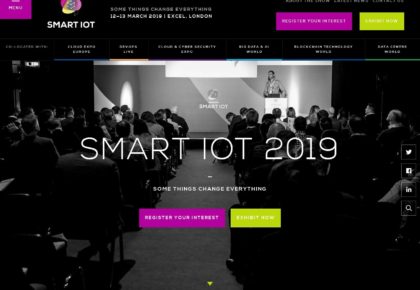 MENU
ABOUT THE SHOW LATEST NEWS CONTACT US
SMART IOT
SOME THINGS CHANGE EVERYTHING
12-13 MARCH 2019 | EXCEL, LONDON
REGISTER YOUR INTEREST
EXHIBIT NOW
CO-LOCATED WITH:
CLOUD EXPO EUROPE
DEVOPS LIVE
CLOUD & CYBER SECURITY EXPO
BIG DATA & AI WORLD
BLOCKCHAIN TECHNOLOGY WORLD
DATA CENTRE WORLD
SMART IOT
SMART IOT 2019
SOME THINGS CHANGE EVERYTHING
REGISTER YOUR INTEREST
EXHIBIT NOW